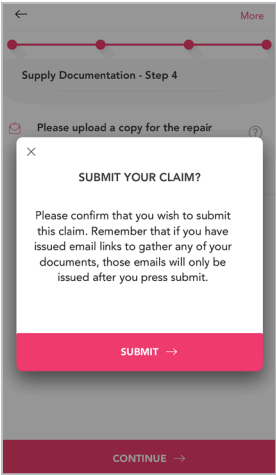 More
Supply Documentation - Step 4
Please upload a copy for the repair
?
SUBMIT YOUR CLAIM?
Please confirm that you wish to submit
this claim. Remember that if you have
issued email links to gather any of your
documents, those emails will only be
issued after you press submit.
SUBMIT →
CONTINUE →